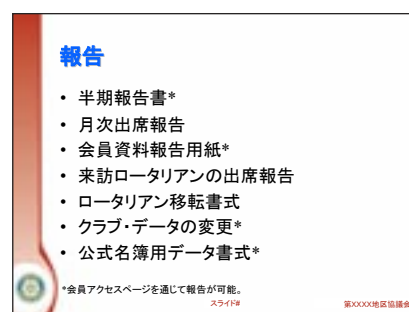 報告
• 半期報告書*
• 月次出席報告
• 会員資料報告用紙*
• 来訪ロータリアンの出席報告
• ロータリアン移転書式
• クラブ・データの変更*
• 公式名簿用データ書式*
*会員アクセスページを通じて報告が可能。
スライド#
第XXXX地区協議会